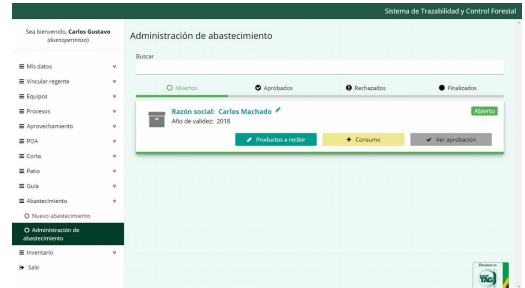 Sistema de Trazabilidad y Control Forestal
Sea bienvenido, Carlos Gustavo
(duenopermiso)
Mis datos
Vincular regente
Equipos
Procesos
Aprovechamiento
POA
Corta
Patio
Guía
Abastecimiento
Nuevo abastecimiento
Administración de
abastecimiento
Inventario
Salir
Administración de abastecimiento
Buscar
Abiertos Aprobados Rechazados Finalizados
Razón social: Carlos Machado Abierto
Año de validez: 2018
Productos a recibir Consumo Ver aprobación
TAG